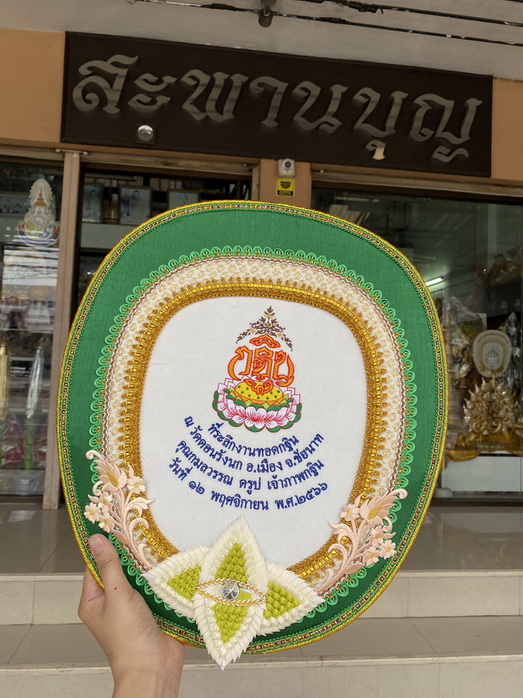 สะพานบุญ
กฐิน
ที่ระลึกงานทอดกฐิน
ณ วัดดอนรังนก อ.เมือง จ.ชัยนาท
คุณกุมลวรรณ ดรูป เจ้าภาพกฐิน
วันที่ ๑๒ พฤศจิกายน พ.ศ.๒๕๖๖